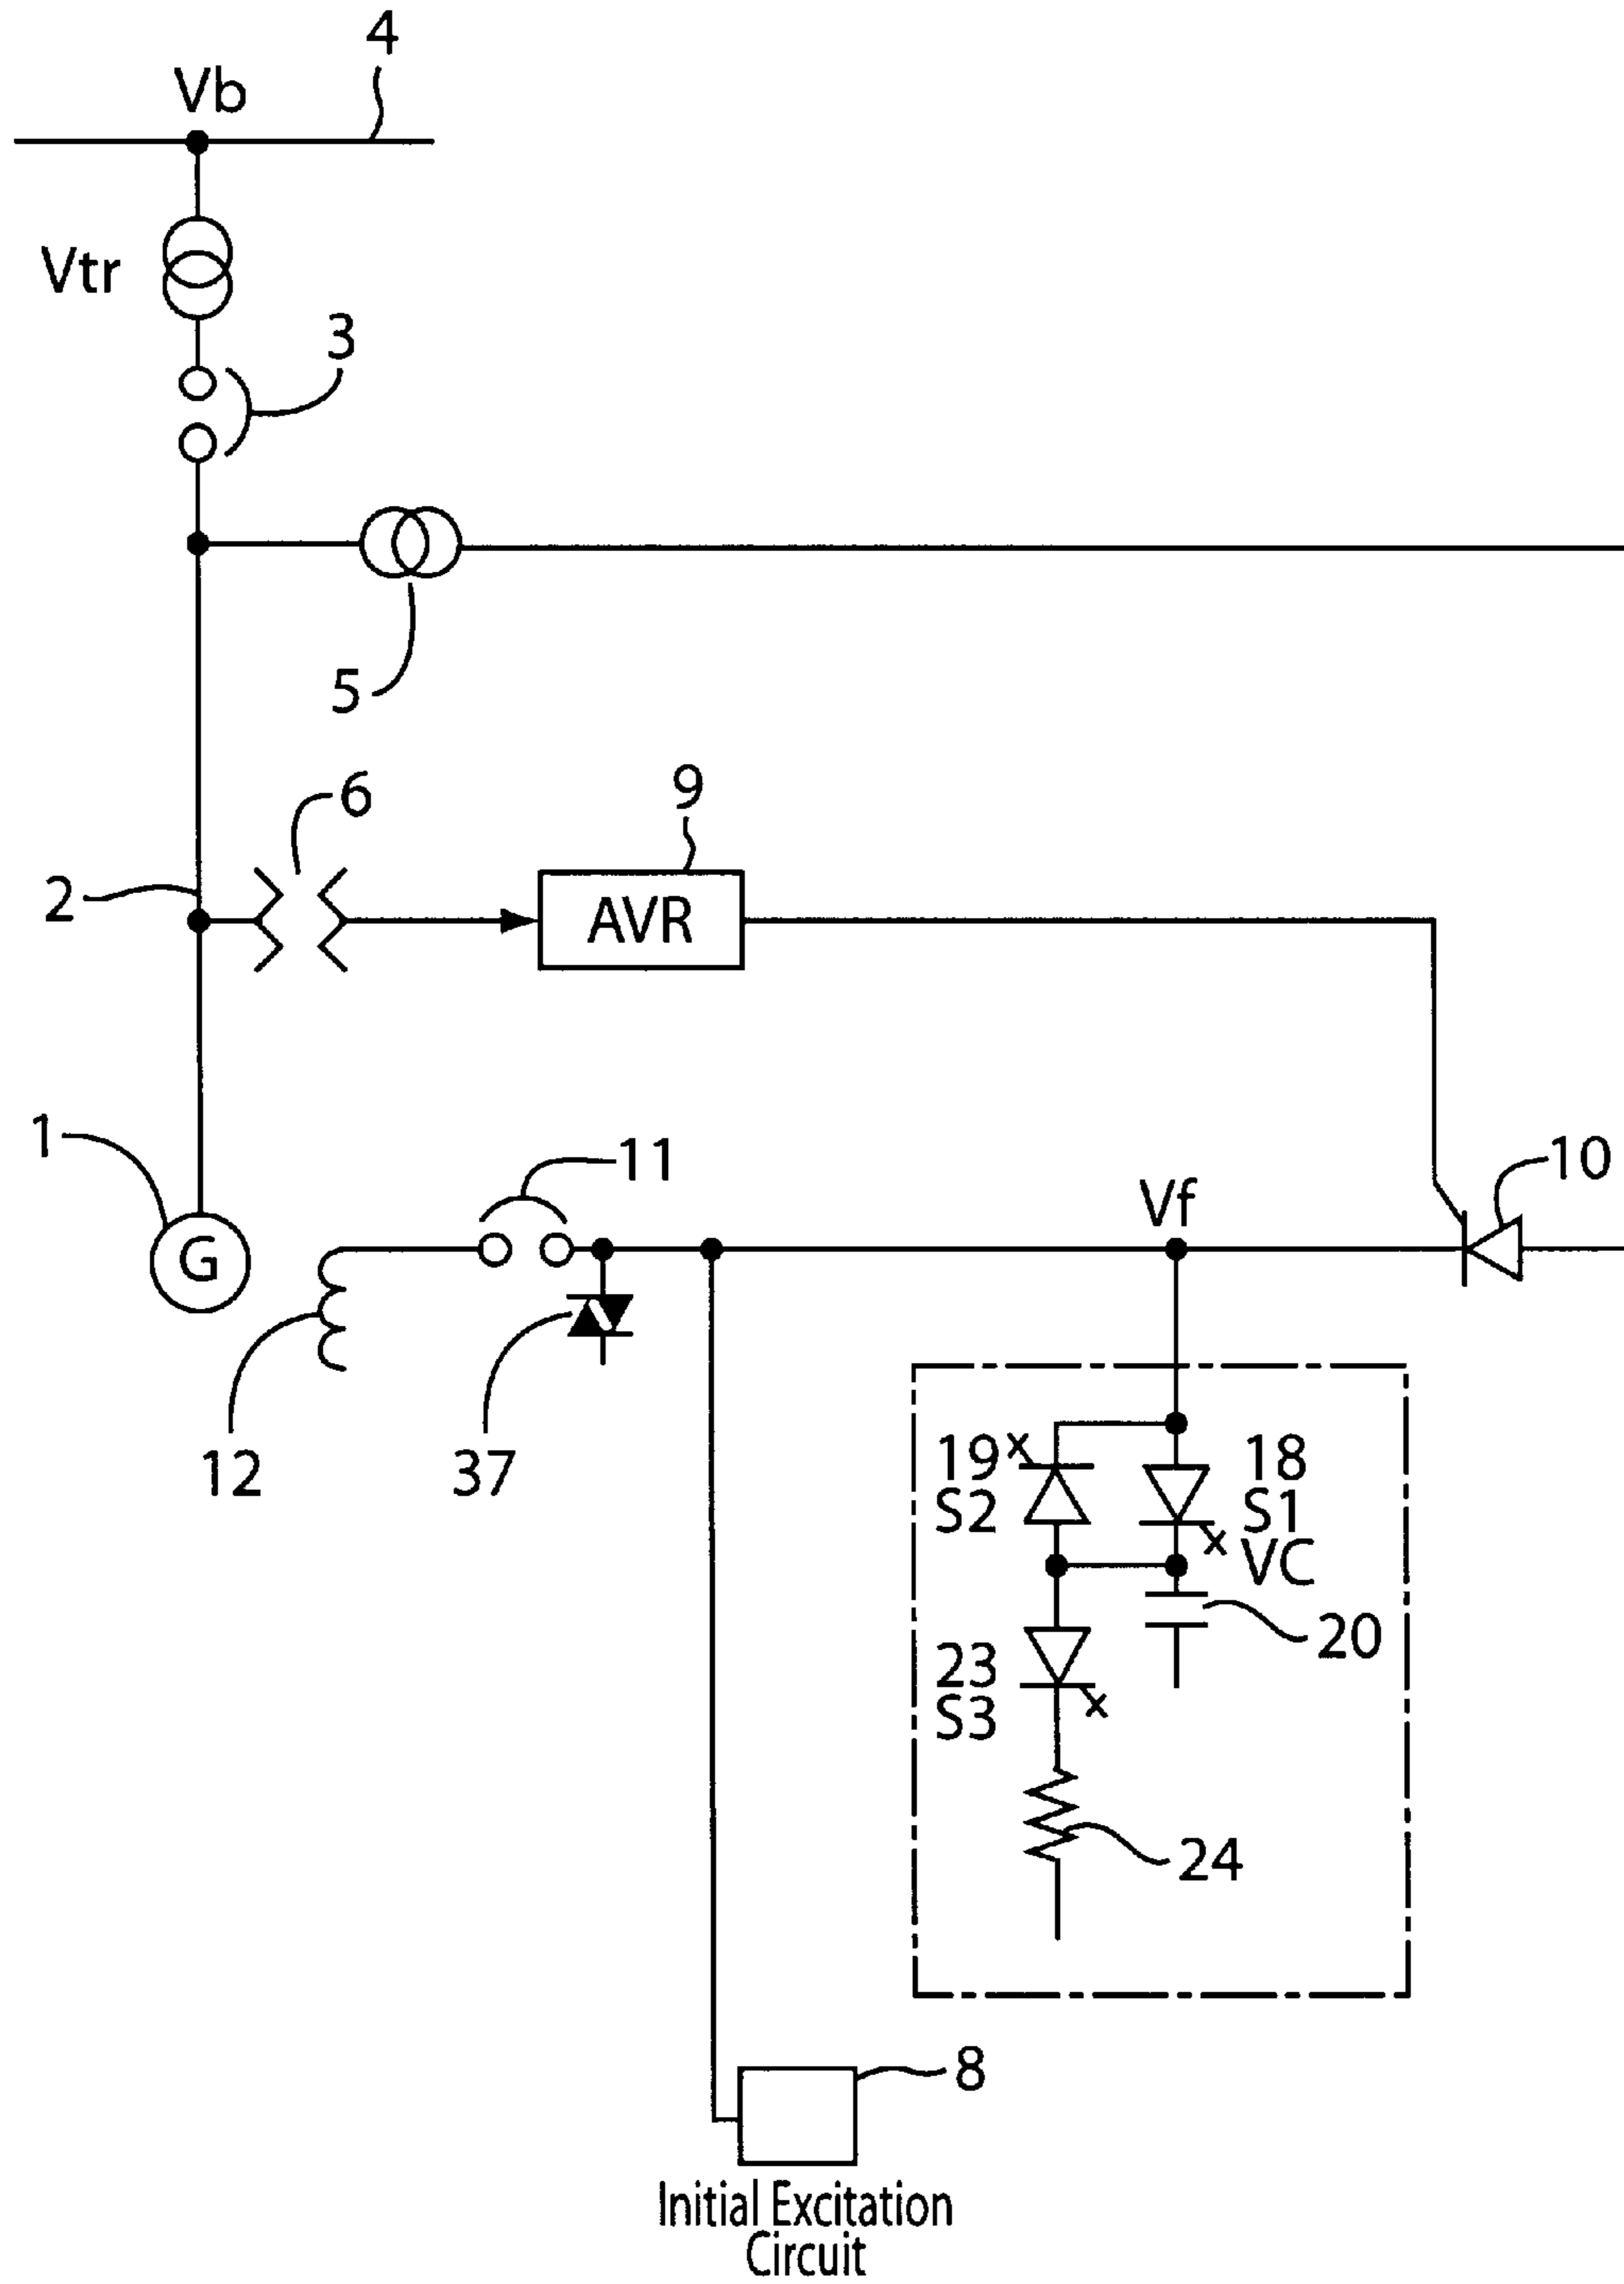 4
Vb
Vtr
3
5
6
9
2
AVR
1
11
10
Vf
G
12
37
19 x
18
S2
S1
x VC
20
23
S3
x
24
8
Initial Excitation
Circuit